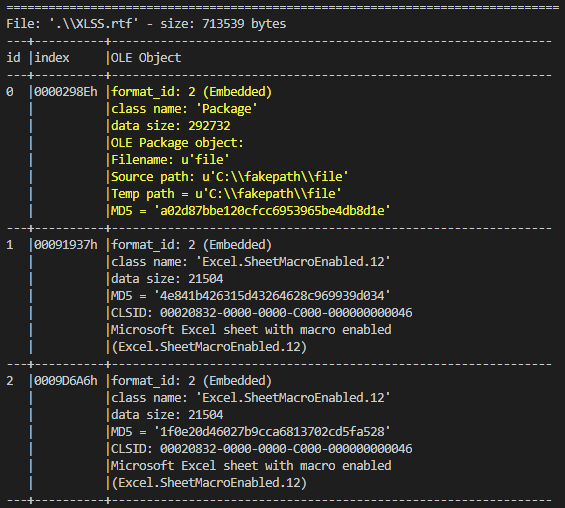 ===============================================================================
File: '.\\XLSS.rtf' - size: 713539 bytes
---+----------+---------------------------------------------------------------
id |index     |OLE Object
---+----------+---------------------------------------------------------------
0  |0000298Eh |format_id: 2 (Embedded)
   |          |class name: 'Package'
   |          |data size: 292732
   |          |OLE Package object:
   |          |Filename: u'file'
   |          |Source path: u'C:\\fakepath\\file'
   |          |Temp path = u'C:\\fakepath\\file'
   |          |MD5 = 'a02d87bbe120cfcc6953965be4db8d1e'
---+----------+---------------------------------------------------------------
1  |00091937h |format_id: 2 (Embedded)
   |          |class name: 'Excel.SheetMacroEnabled.12'
   |          |data size: 21504
   |          |MD5 = '4e841b426315d43264628c969939d034'
   |          |CLSID: 00020832-0000-0000-C000-000000000046
   |          |Microsoft Excel sheet with macro enabled
   |          |(Excel.SheetMacroEnabled.12)
---+----------+---------------------------------------------------------------
2  |0009D6A6h |format_id: 2 (Embedded)
   |          |class name: 'Excel.SheetMacroEnabled.12'
   |          |data size: 21504
   |          |MD5 = '1f0e20d46027b9cca6813702cd5fa528'
   |          |CLSID: 00020832-0000-0000-C000-000000000046
   |          |Microsoft Excel sheet with macro enabled
   |          |(Excel.SheetMacroEnabled.12)
---+----------+---------------------------------------------------------------